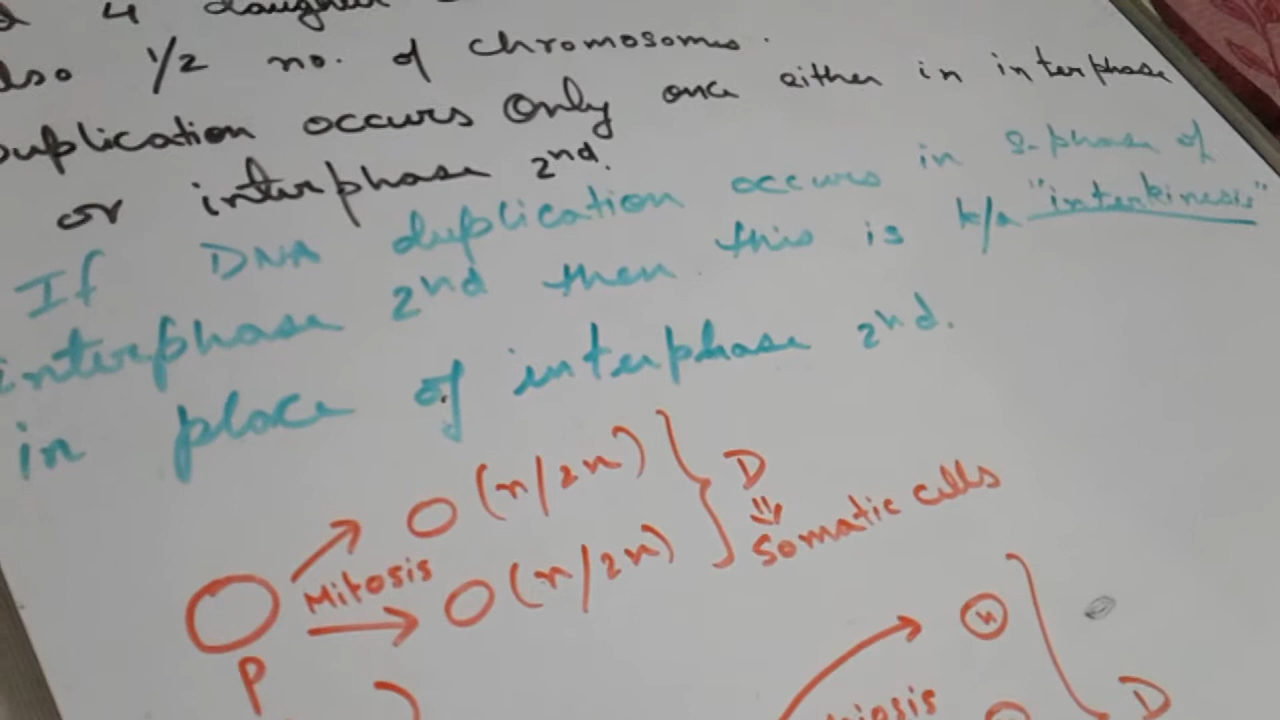 4 daughter
also 1/2 no. of chromosomes.
Duplication occurs Only once either in interphase
or interphase 2nd.
If DNA duplication occurs in S-phase of
interphase 2nd then this is k/a "interkinesis"
in place of interphase 2nd.
O (n/2n)
Mitosis
O (n/2n)
D
Somatic cells
P
n
D